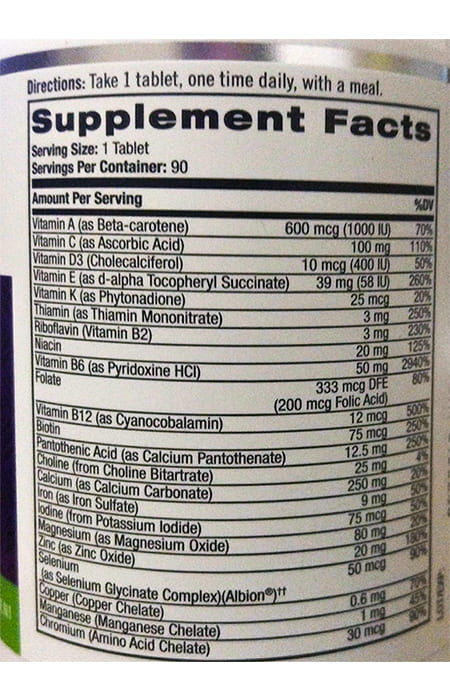 Directions: Take 1 tablet, one time daily, with a meal.
Supplement Facts
Serving Size: 1 Tablet
Servings Per Container: 90
Amount Per Serving %DV
Vitamin A (as Beta-carotene) 600 mcg (1000 IU) 70%
Vitamin C (as Ascorbic Acid) 100 mg 110%
Vitamin D3 (Cholecalciferol) 10 mcg (400 IU) 50%
Vitamin E (as d-alpha Tocopheryl Succinate) 39 mg (58 IU) 260%
Vitamin K (as Phytonadione) 25 mcg 20%
Thiamin (as Thiamin Mononitrate) 3 mg 250%
Riboflavin (Vitamin B2) 3 mg 230%
Niacin 20 mg 125%
Vitamin B6 (as Pyridoxine HCl) 50 mg 2940%
Folate 333 mcg DFE 80%
(200 mcg Folic Acid)
Vitamin B12 (as Cyanocobalamin) 12 mcg 500%
Biotin 75 mcg 250%
Pantothenic Acid (as Calcium Pantothenate) 12.5 mg 250%
Choline (from Choline Bitartrate) 25 mg 4%
Calcium (as Calcium Carbonate) 250 mg 20%
Iron (as Iron Sulfate) 9 mg 50%
Iodine (from Potassium Iodide) 75 mcg 50%
Magnesium (as Magnesium Oxide) 80 mg 20%
Zinc (as Zinc Oxide) 20 mg 180%
Selenium 50 mcg 90%
(as Selenium Glycinate Complex)(Albion®)††
Copper (Copper Chelate) 0.6 mg 70%
Manganese (Manganese Chelate) 1 mg 45%
Chromium (Amino Acid Chelate) 30 mcg 90%